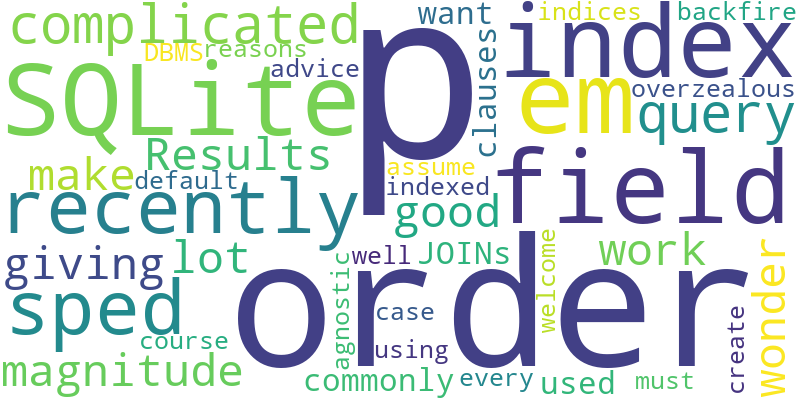 complicated
DBMS
reasons
advice
SQLite
p
want
clauses
indices
backfire
index
em
overzealous
query
Results
make
default
assume
indexed
field
recently
good
giving
lot
well
JOINs
work
welcome
wonder
order
sped
agnostic
case
course
using
create
magnitude
commonly
every
used
must